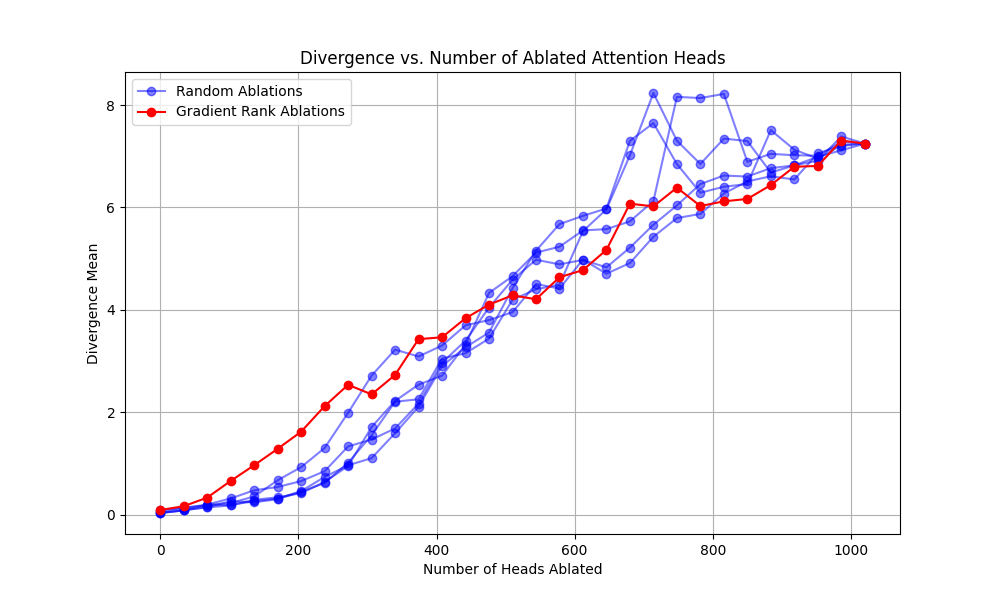 Divergence vs. Number of Ablated Attention Heads
Random Ablations
Gradient Rank Ablations
Divergence Mean
8
6
4
2
0
0 200 400 600 800 1000
Number of Heads Ablated